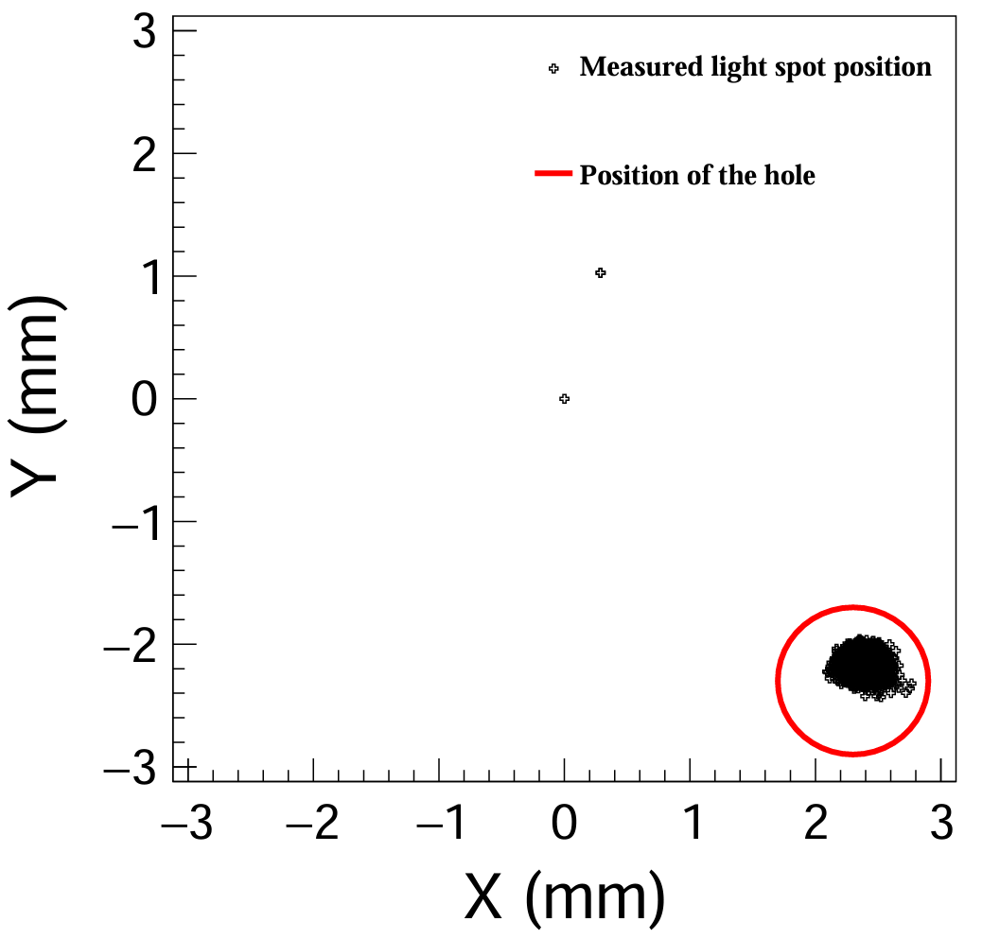 3
Measured light spot position
2
Position of the hole
1
0
−1
−2
−3
−3 −2 −1 0 1 2 3
X (mm)
Y (mm)